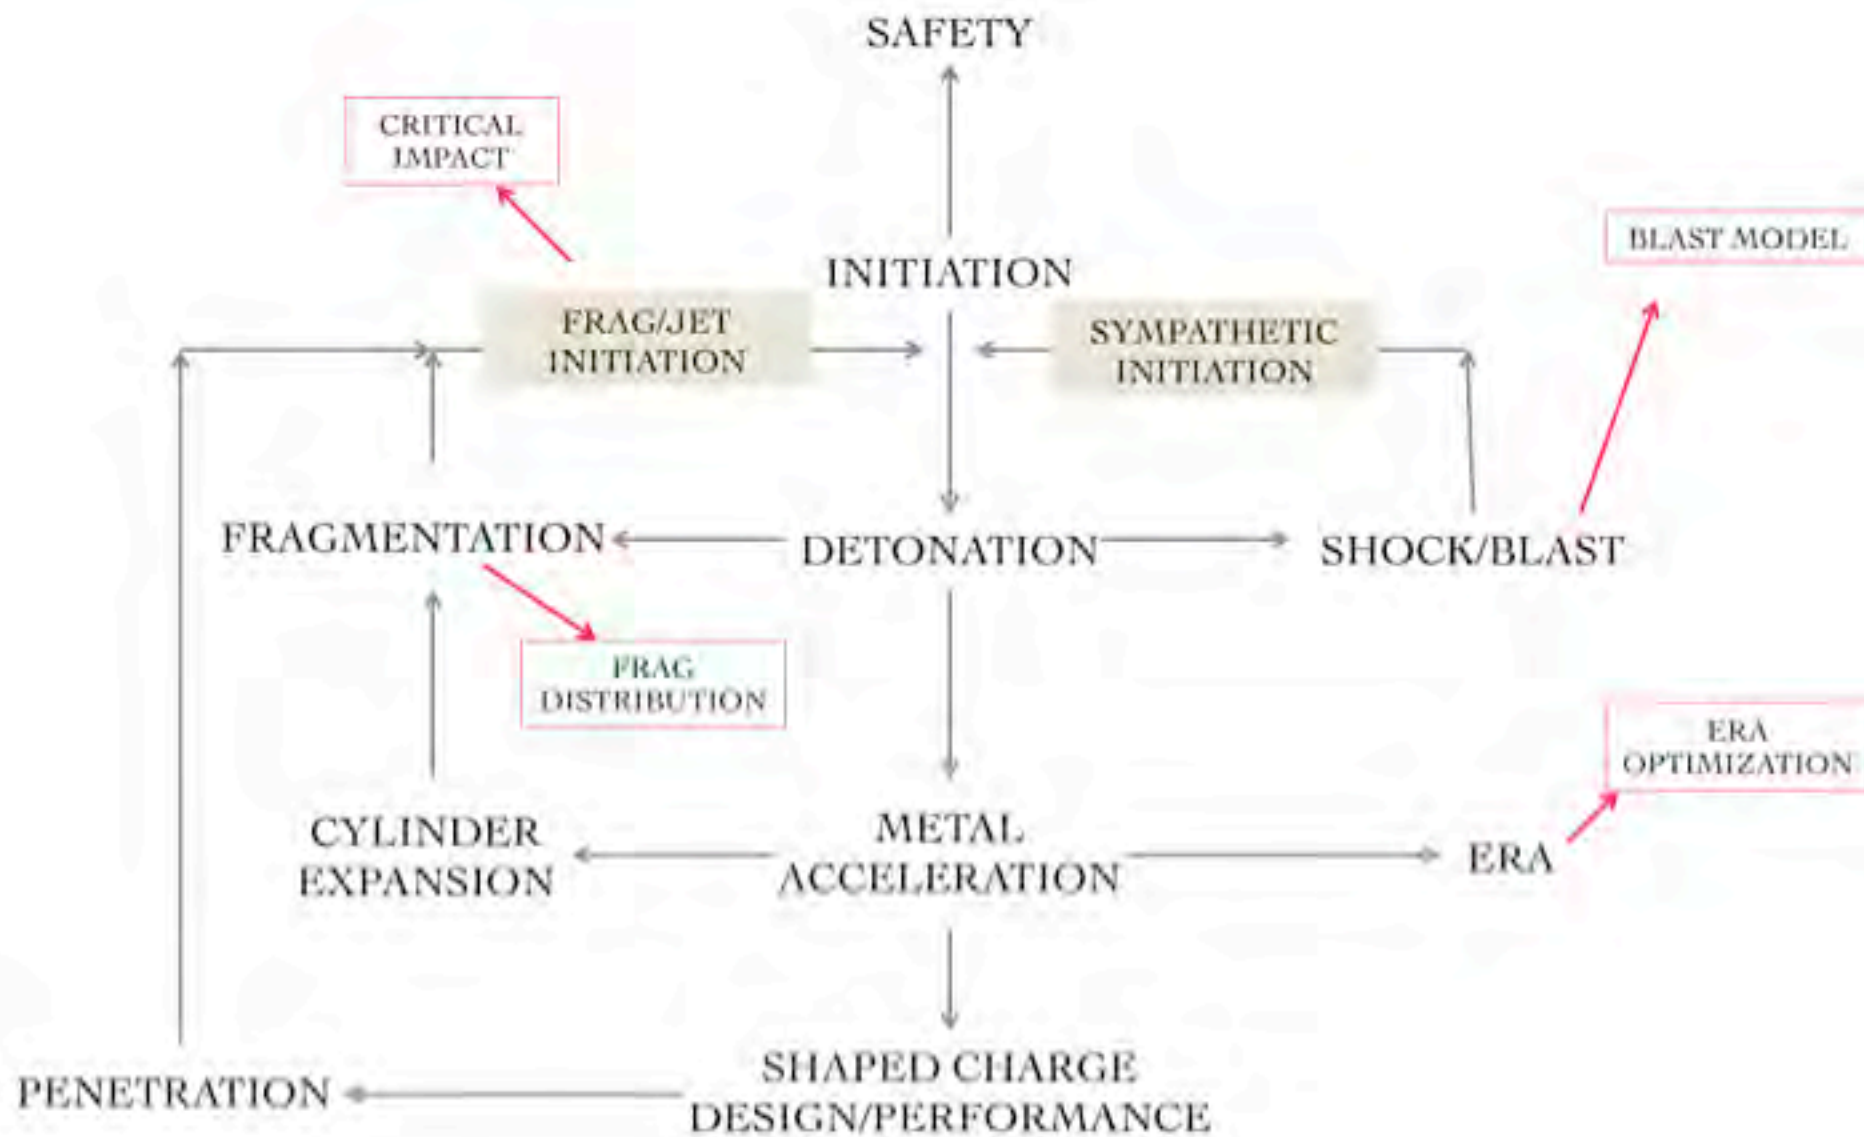 SAFETY
CRITICAL
IMPACT
BLAST MODEL
INITIATION
FRAG/JET
INITIATION
SYMPATHETIC
INITIATION
FRAGMENTATION
DETONATION
SHOCK/BLAST
FRAG
DISTRIBUTION
ERA
OPTIMIZATION
CYLINDER
EXPANSION
METAL
ACCELERATION
ERA
PENETRATION
SHAPED CHARGE
DESIGN/PERFORMANCE